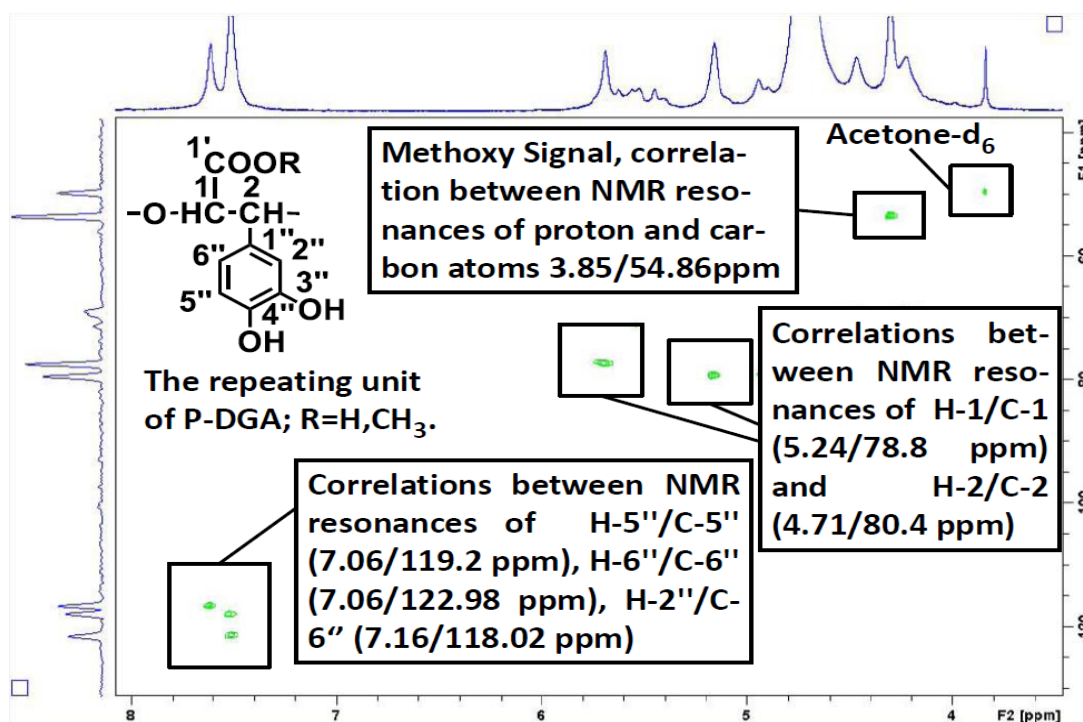 Acetone-d6
Methoxy Signal, correla-
tion between NMR reso-
nances of proton and car-
bon atoms 3.85/54.86ppm
1'
COOR
1 2
-O-HC-CH-
1''
6'' 2''
5'' 3''
4'' OH
OH
The repeating unit
of P-DGA; R=H,CH3.
Correlations bet-
ween NMR reso-
nances of H-1/C-1
(5.24/78.8 ppm)
and H-2/C-2
(4.71/80.4 ppm)
Correlations between NMR
resonances of H-5''/C-5''
(7.06/119.2 ppm), H-6''/C-6''
(7.06/122.98 ppm), H-2''/C-
6″ (7.16/118.02 ppm)
60
80
100
120
8 7 6 5 4 F2 [ppm]